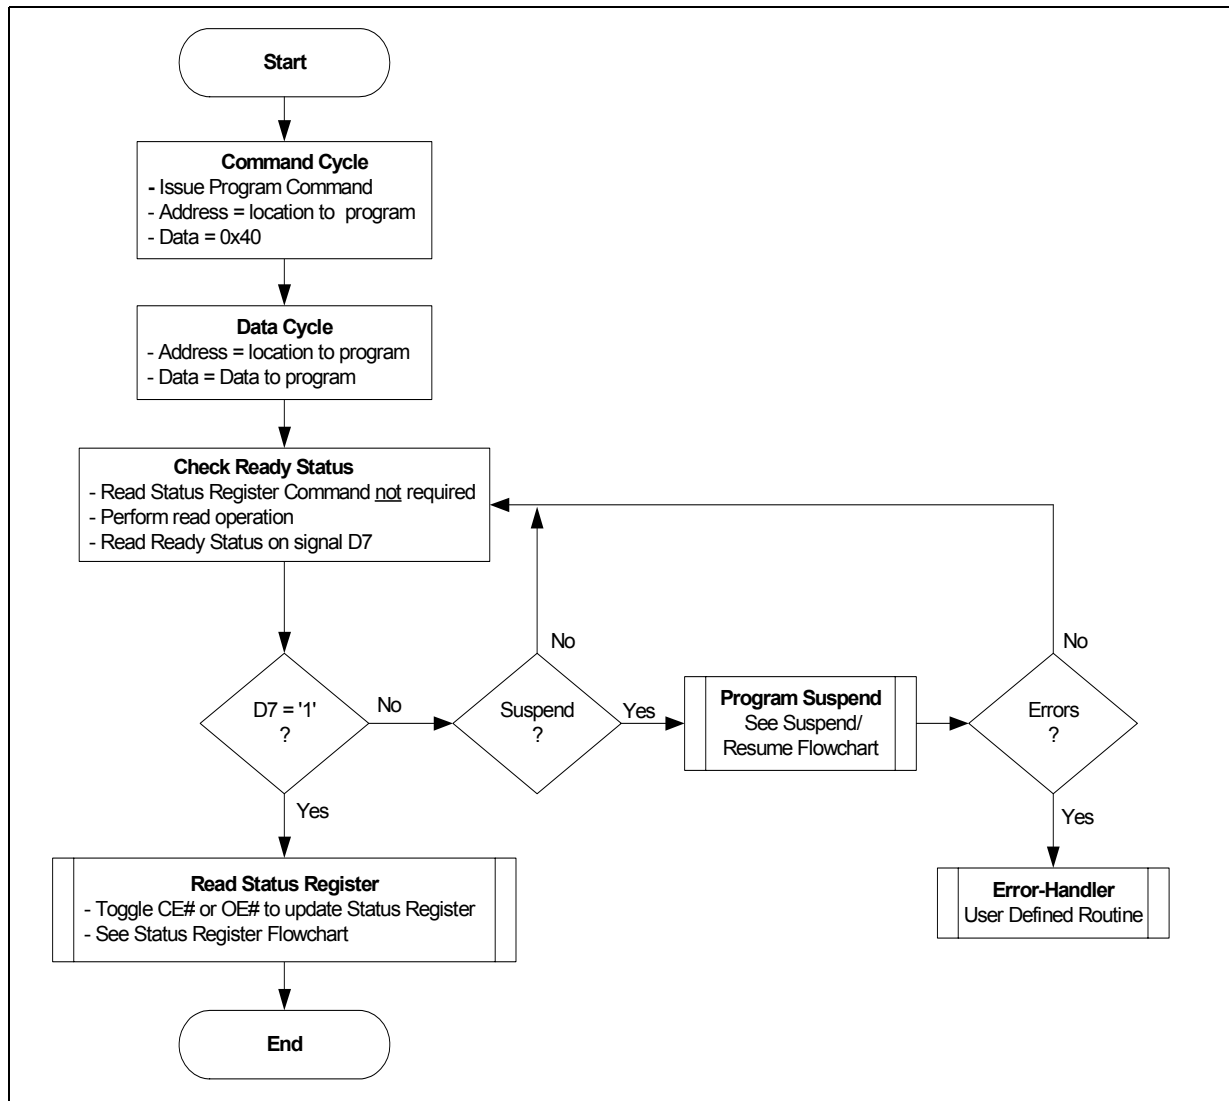 Start
Command Cycle
- Issue Program Command
- Address = location to program
- Data = 0x40
Data Cycle
- Address = location to program
- Data = Data to program
Check Ready Status
- Read Status Register Command not required
- Perform read operation
- Read Ready Status on signal D7
D7 = '1'
?
No
Suspend
?
No
Yes
Program Suspend
See Suspend/
Resume Flowchart
Errors
?
No
Yes
Error-Handler
User Defined Routine
Yes
Read Status Register
- Toggle CE# or OE# to update Status Register
- See Status Register Flowchart
End